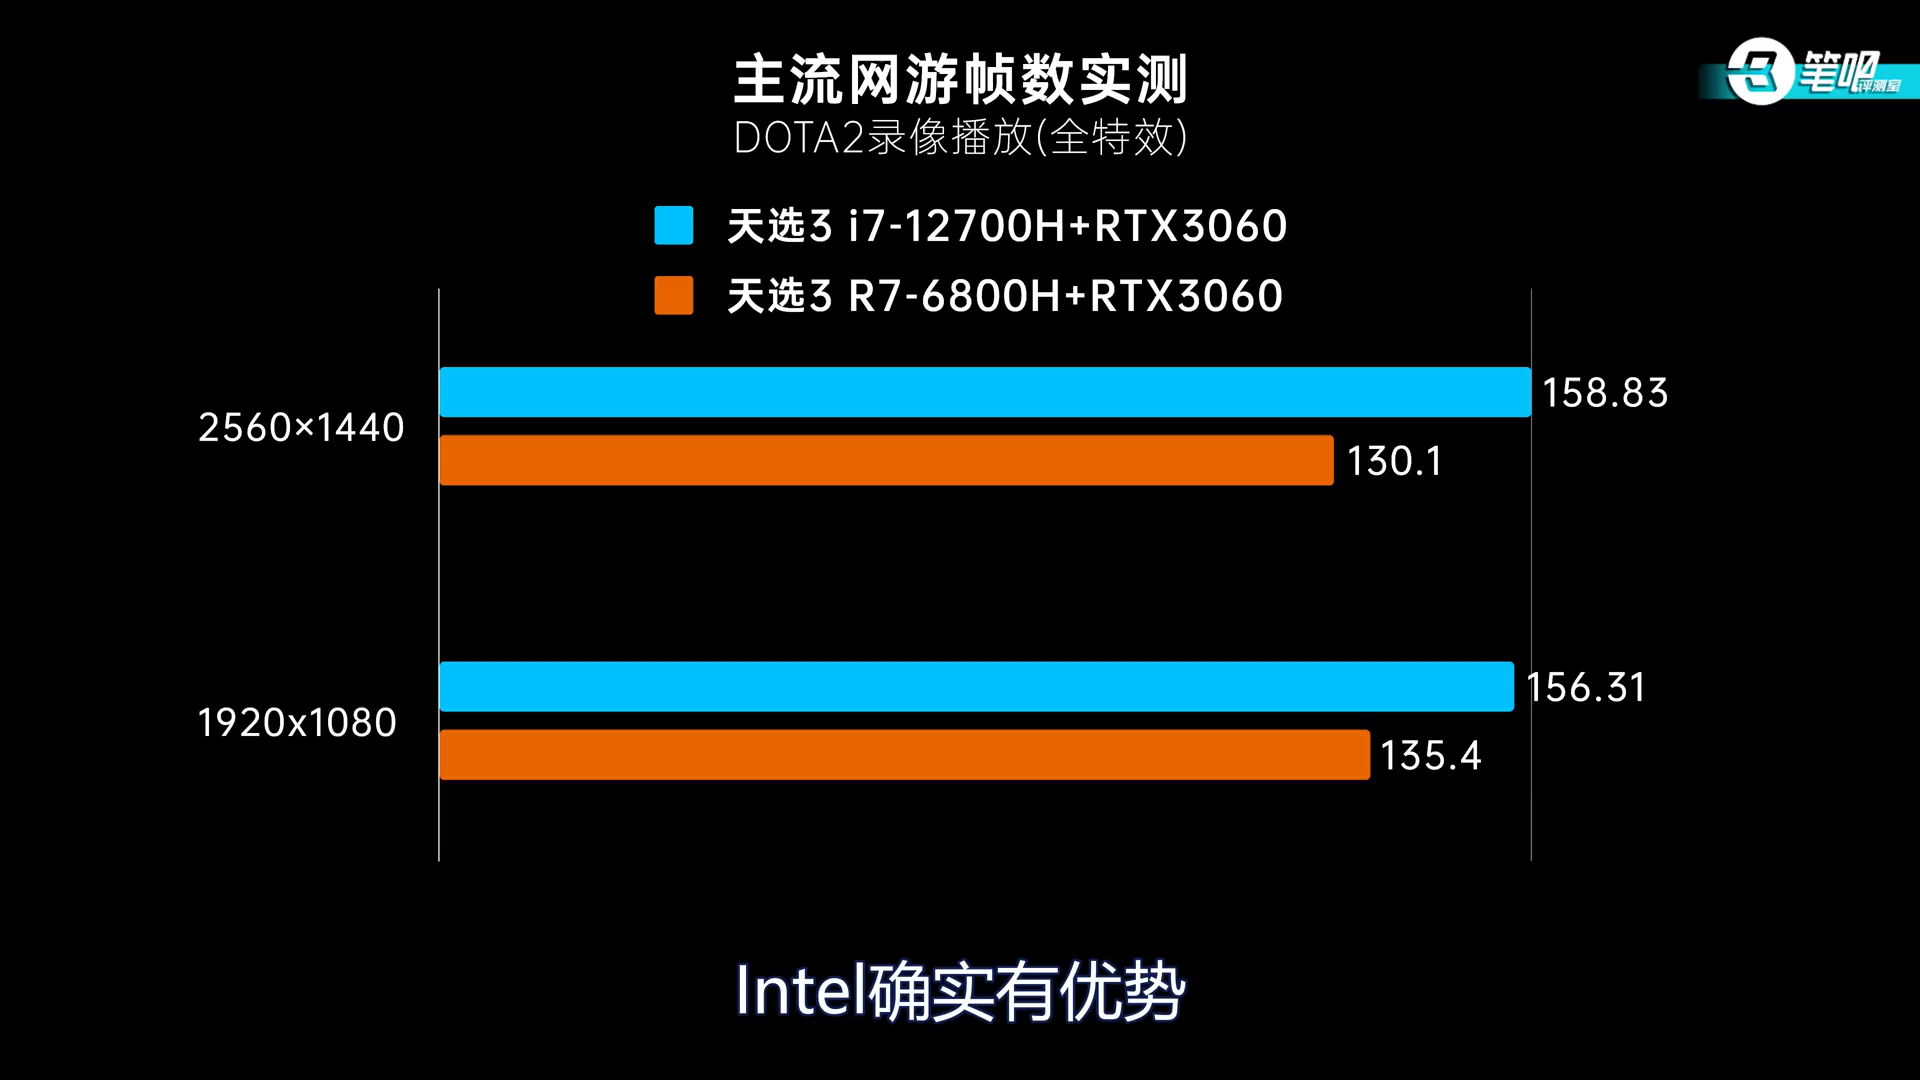 主流网游帧数实测
DOTA2录像播放(全特效)
笔吧评测室
天选3 i7-12700H+RTX3060
天选3 R7-6800H+RTX3060
2560×1440
158.83
130.1
1920x1080
156.31
135.4
Intel确实有优势